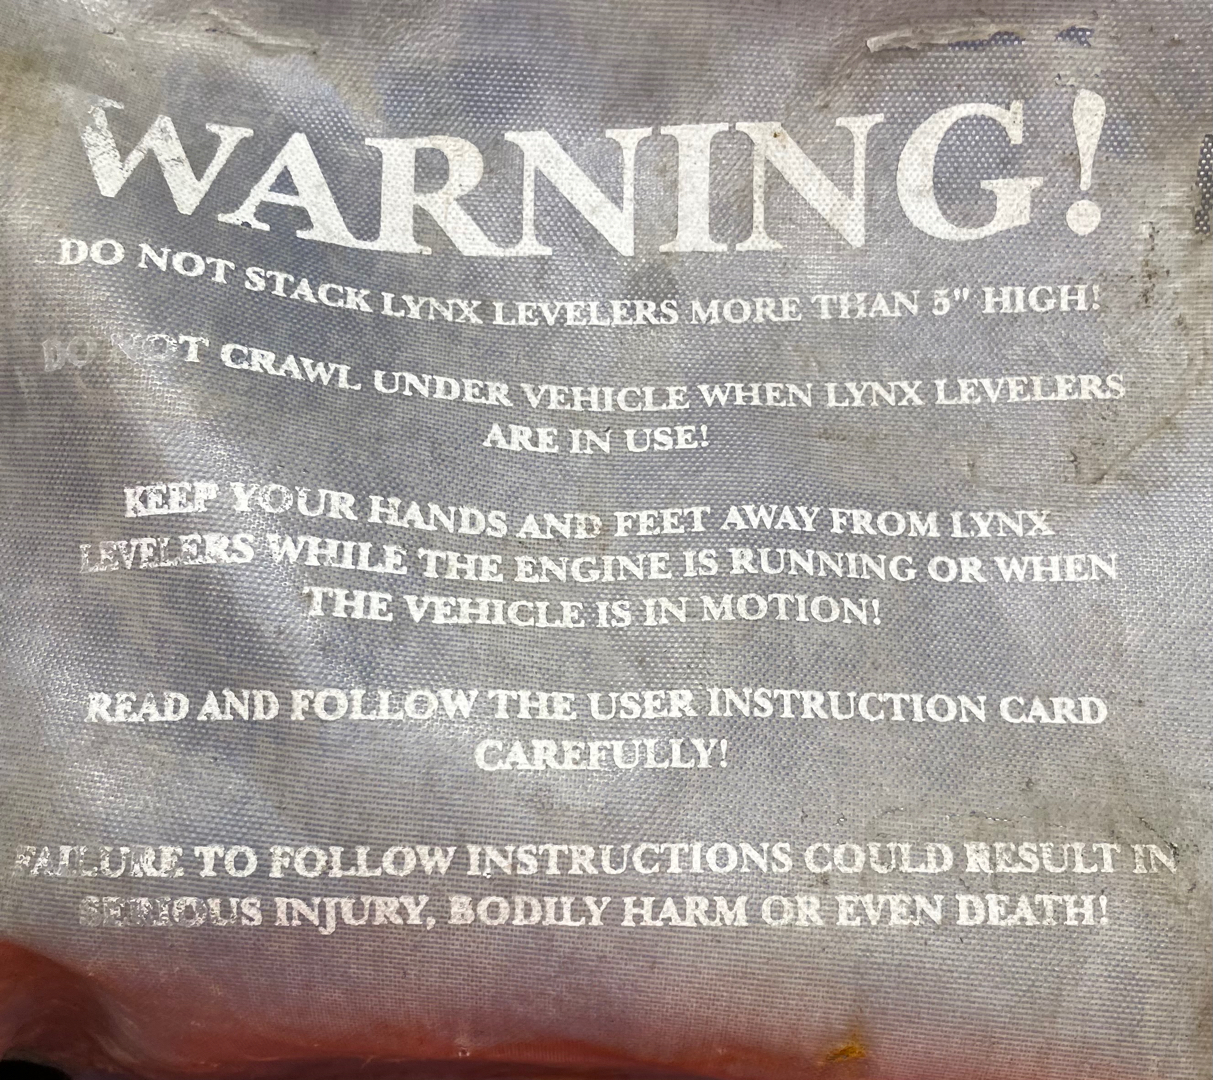 WARNING!
DO NOT STACK LYNX LEVELERS MORE THAN 5" HIGH!
DO NOT CRAWL UNDER VEHICLE WHEN LYNX LEVELERS
ARE IN USE!
KEEP YOUR HANDS AND FEET AWAY FROM LYNX
LEVELERS WHILE THE ENGINE IS RUNNING OR WHEN
THE VEHICLE IS IN MOTION!
READ AND FOLLOW THE USER INSTRUCTION CARD
CAREFULLY!
FAILURE TO FOLLOW INSTRUCTIONS COULD RESULT IN
SERIOUS INJURY, BODILY HARM OR EVEN DEATH!